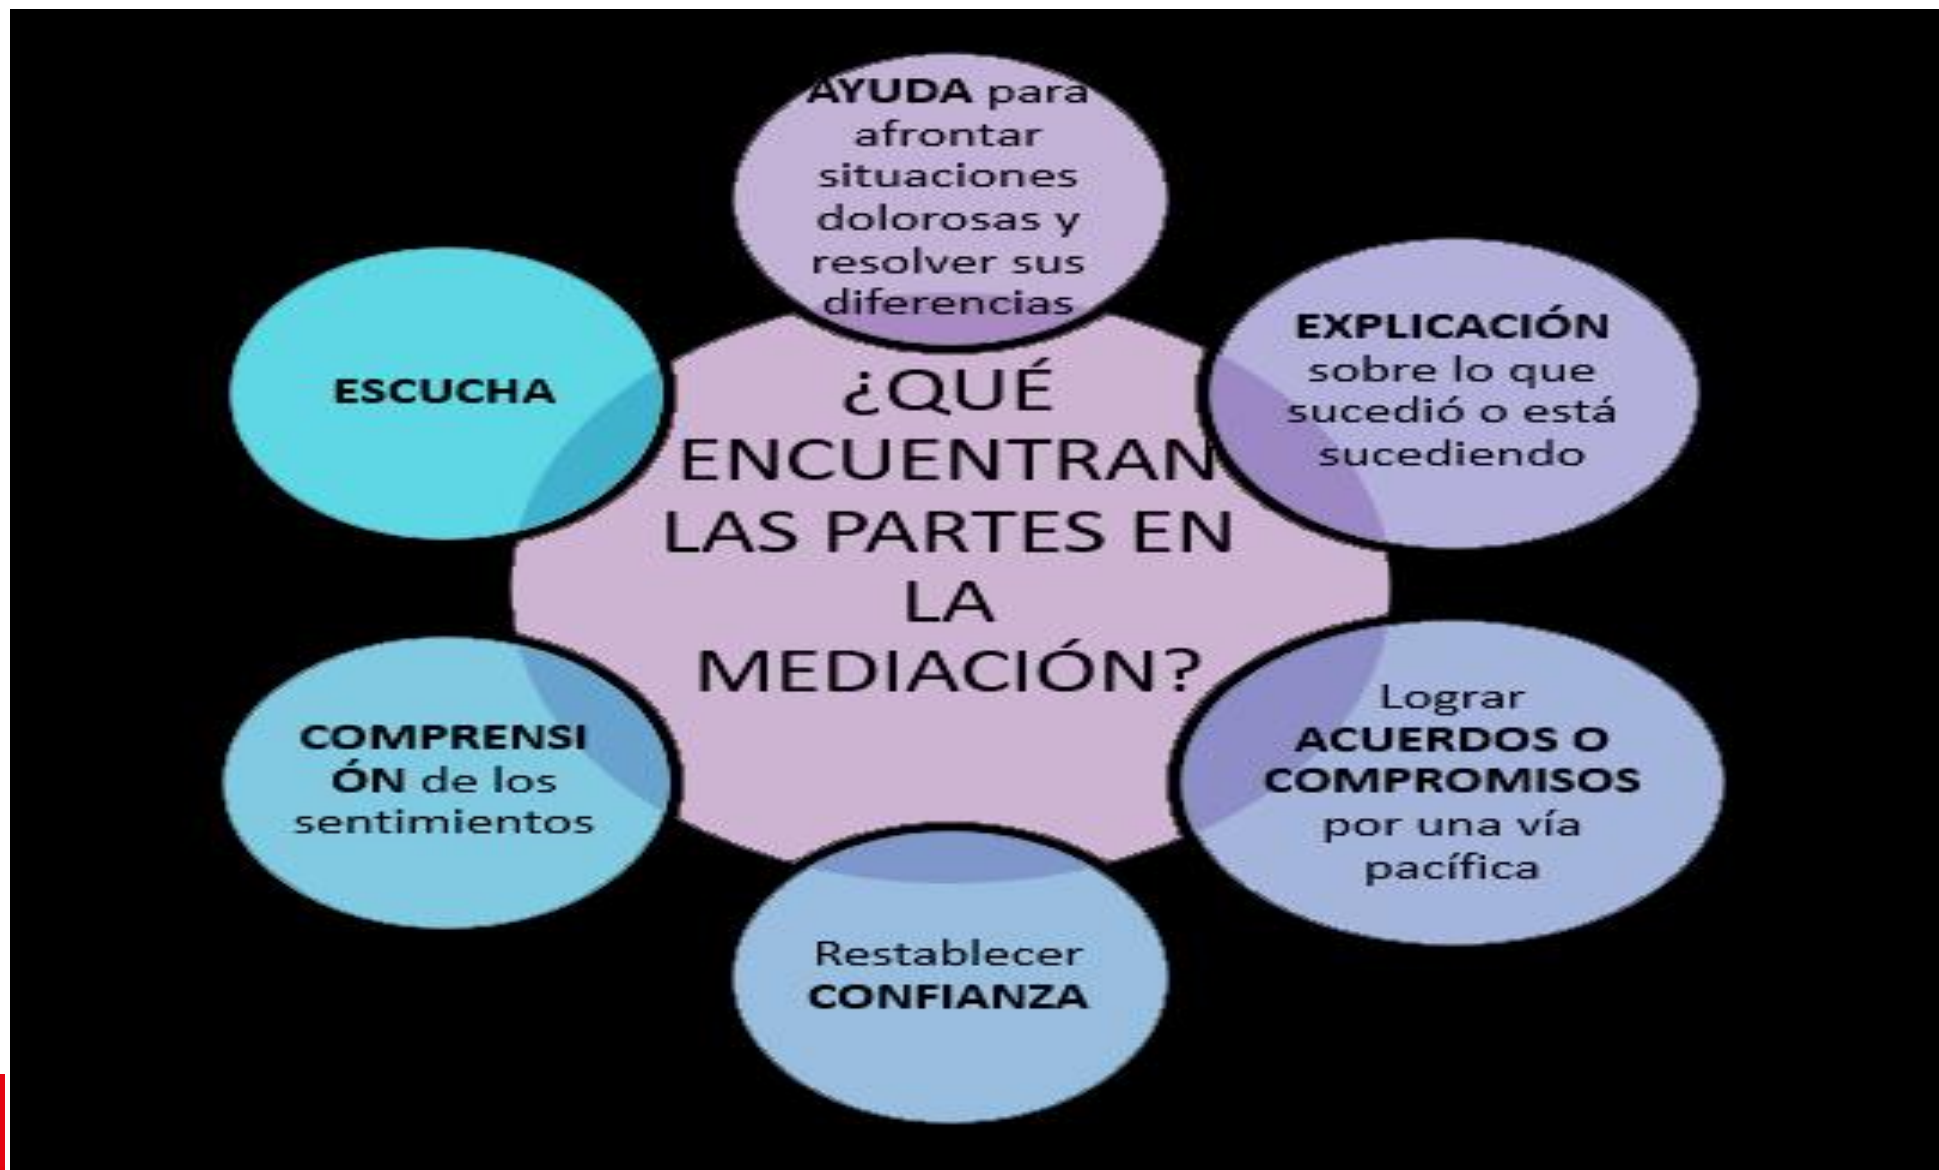 AYUDA para
afrontar
situaciones
dolorosas y
resolver sus
diferencias
EXPLICACIÓN
sobre lo que
sucedió o está
sucediendo
Lograr
ACUERDOS O
COMPROMISOS
por una vía
pacífica
Restablecer
CONFIANZA
COMPRENSI
ÓN de los
sentimientos
ESCUCHA
¿QUÉ
ENCUENTRAN
LAS PARTES EN
LA
MEDIACIÓN?